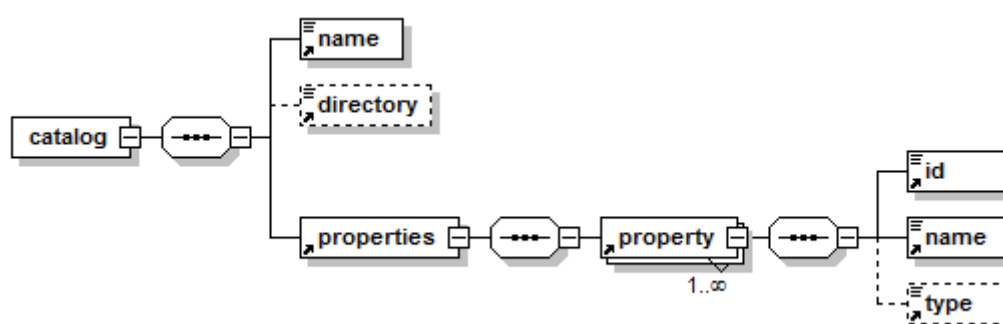 name
directory
catalog
id
properties
property
name
1..∞
type